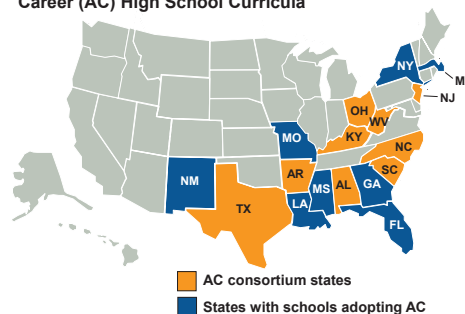 Career (AC) High School Curricula
NY
M
NJ
OH
WV
KY
MO
NC
AR
SC
NM
MS
AL
GA
LA
TX
FL
AC consortium states
States with schools adopting AC